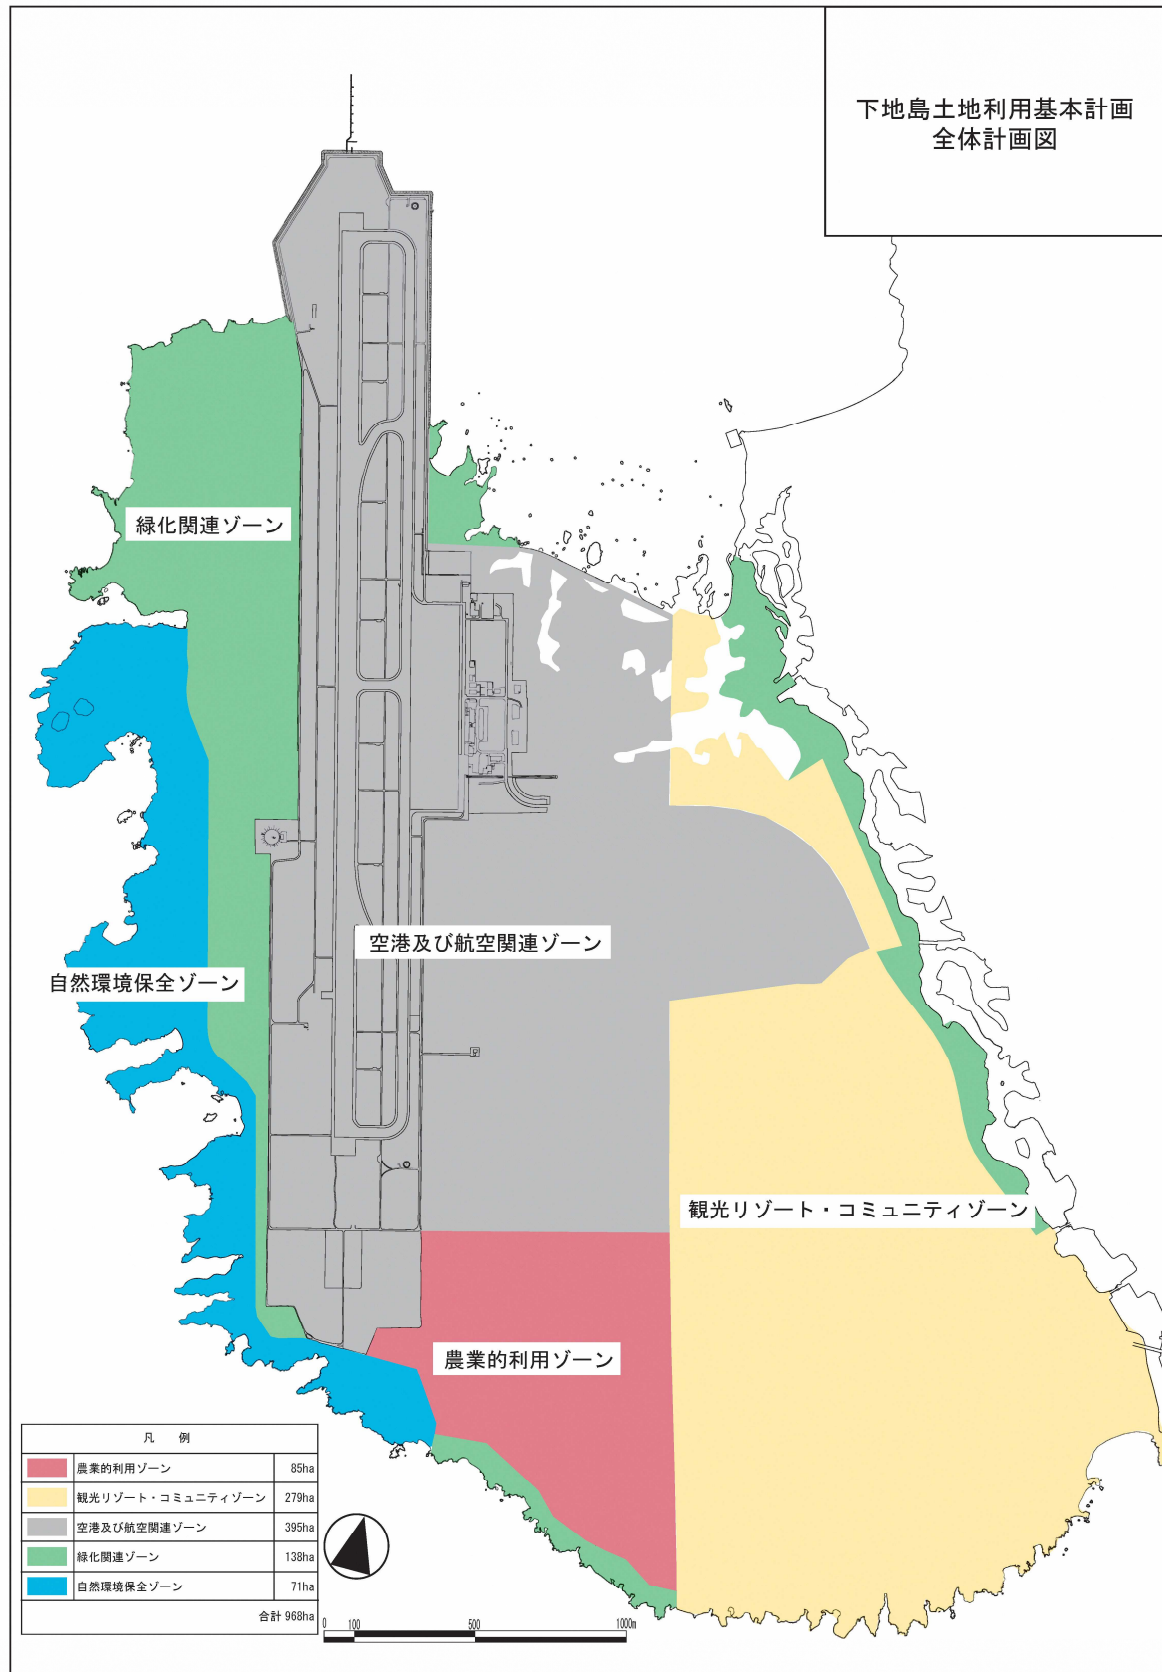 下地島土地利用基本計画
全体計画図
緑化関連ゾーン
空港及び航空関連ゾーン
自然環境保全ゾーン
観光リゾート・コミュニティゾーン
農業的利用ゾーン
凡 例
農業的利用ゾーン 85ha
観光リゾート・コミュニティゾーン 279ha
空港及び航空関連ゾーン 395ha
緑化関連ゾーン 138ha
自然環境保全ゾーン 71ha
合計 968ha
0 100 500 1000m